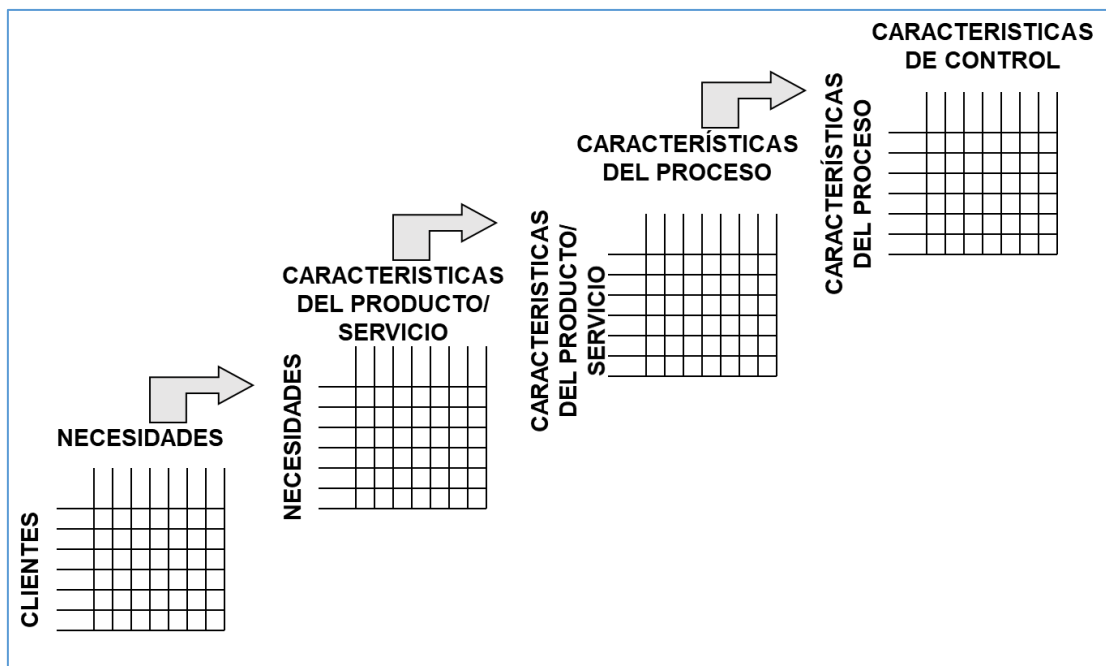 CARACTERISTICAS
DE CONTROL
CARACTERÍSTICAS
DEL PROCESO
CARACTERÍSTICAS
DEL PROCESO
CARACTERISTICAS
DEL PRODUCTO/
SERVICIO
CARACTERISTICAS
DEL PRODUCTO/
SERVICIO
NECESIDADES
NECESIDADES
CLIENTES